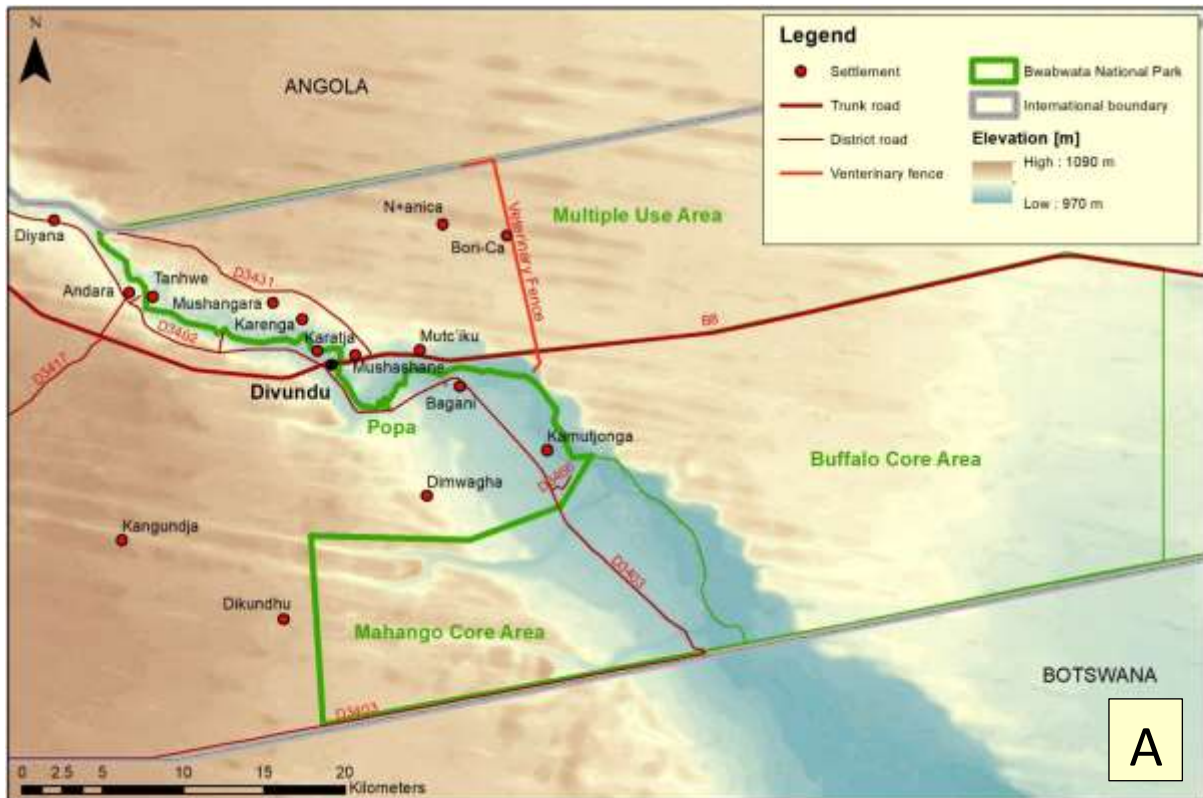 N
ANGOLA
Legend
Settlement
Trunk road
District road
Venterinary fence
Bwabwata National Park
International boundary
Elevation [m]
High : 1090 m
Low : 970 m
N+anica
Multiple Use Area
Bori-Ca
Veterinary Fence
Diyana
D3431
Andara
Tanhwe
Mushangara
Karenga
D3402
Karatja
Mutc'iku
B8
D3417
Mushashane
Divundu
Bagani
Popa
Kamutjonga
Buffalo Core Area
Dimwagha
Kangundja
D3403
Dikundhu
Mahango Core Area
D3403
BOTSWANA
A
0 2.5 5 10 15 20
Kilometers